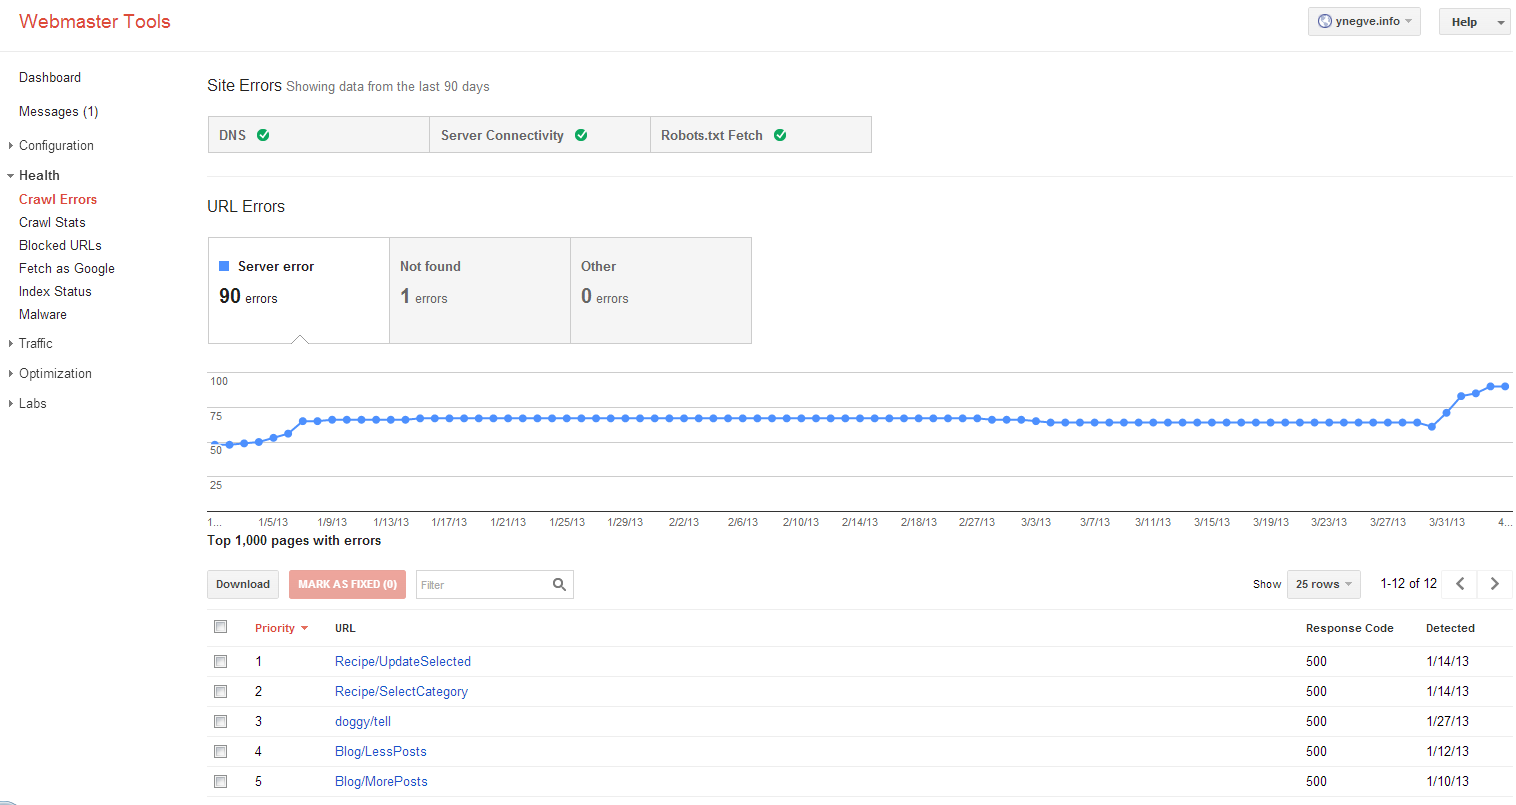 Webmaster Tools
ynegve.info
Help
Dashboard
Messages (1)
Configuration
Health
Crawl Errors
Crawl Stats
Blocked URLs
Fetch as Google
Index Status
Malware
Traffic
Optimization
Labs
Site Errors Showing data from the last 90 days
DNS Server Connectivity Robots.txt Fetch
URL Errors
Server error Not found Other
90 errors 1 errors 0 errors
100
75
50
25
1... 1/5/13 1/9/13 1/13/13 1/17/13 1/21/13 1/25/13 1/29/13 2/2/13 2/6/13 2/10/13 2/14/13 2/18/13 2/27/13 3/3/13 3/7/13 3/11/13 3/15/13 3/19/13 3/23/13 3/27/13 3/31/13 4...
Top 1,000 pages with errors
Download MARK AS FIXED (0) Filter Show 25 rows 1-12 of 12
Priority URL Response Code Detected
1 Recipe/UpdateSelected 500 1/14/13
2 Recipe/SelectCategory 500 1/14/13
3 doggy/tell 500 1/27/13
4 Blog/LessPosts 500 1/12/13
5 Blog/MorePosts 500 1/10/13